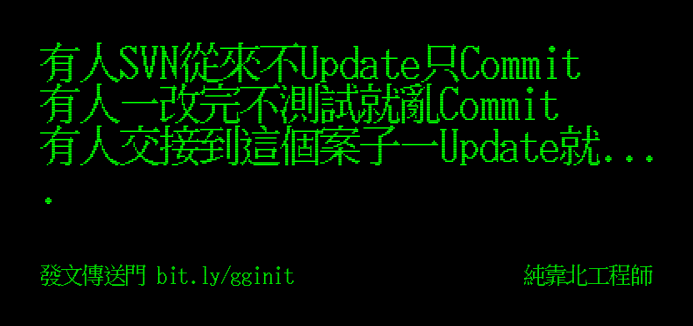 有人SVN從來不Update只Commit
有人一改完不測試就亂Commit
有人交接到這個案子一Update就...
.
發文傳送門 bit.ly/gginit
純靠北工程師